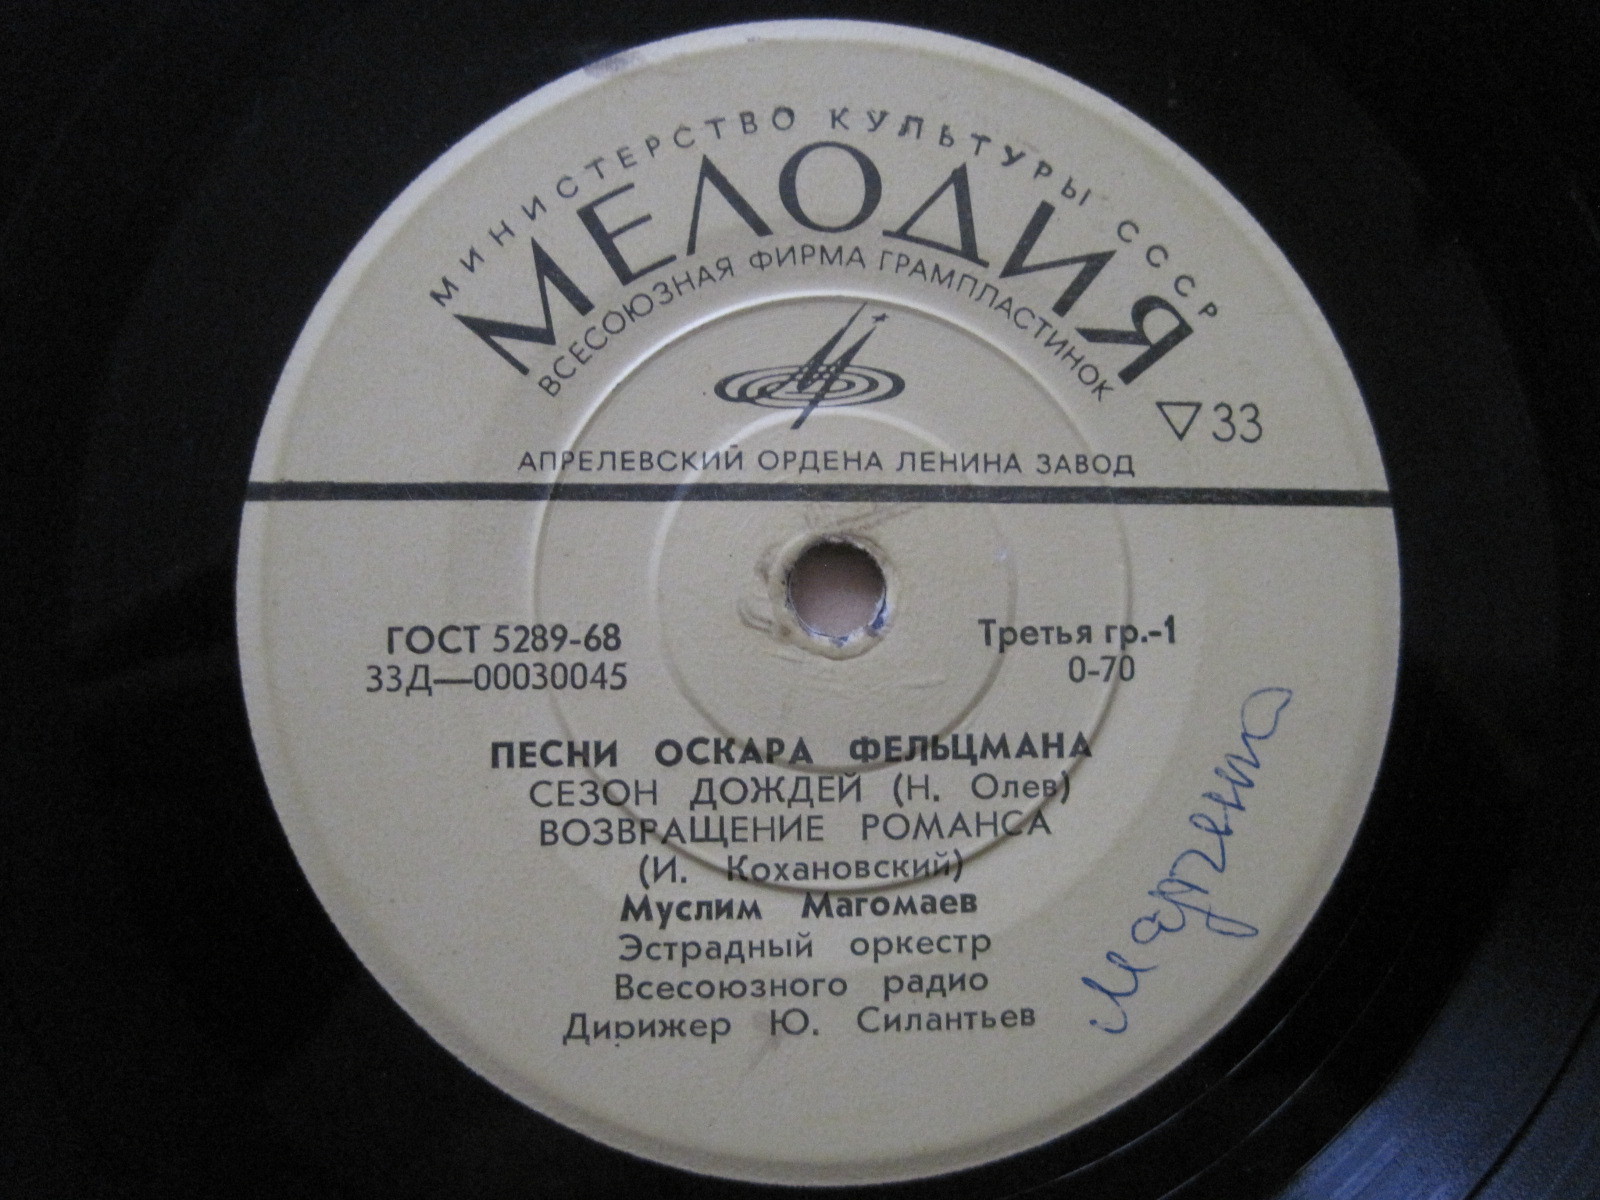 МИНИСТЕРСТВО КУЛЬТУРЫ СССР
МЕЛОДИЯ
ВСЕСОЮЗНАЯ ФИРМА ГРАМПЛАСТИНОК
▽33
АПРЕЛЕВСКИЙ ОРДЕНА ЛЕНИНА ЗАВОД
ГОСТ 5289-68
33Д—00030045
Третья гр.-1
0-70
ПЕСНИ ОСКАРА ФЕЛЬЦМАНА
СЕЗОН ДОЖДЕЙ (Н. Олев)
ВОЗВРАЩЕНИЕ РОМАНСА
(И. Кохановский)
Муслим Магомаев
Эстрадный оркестр
Всесоюзного радио
Дирижер Ю. Силантьев